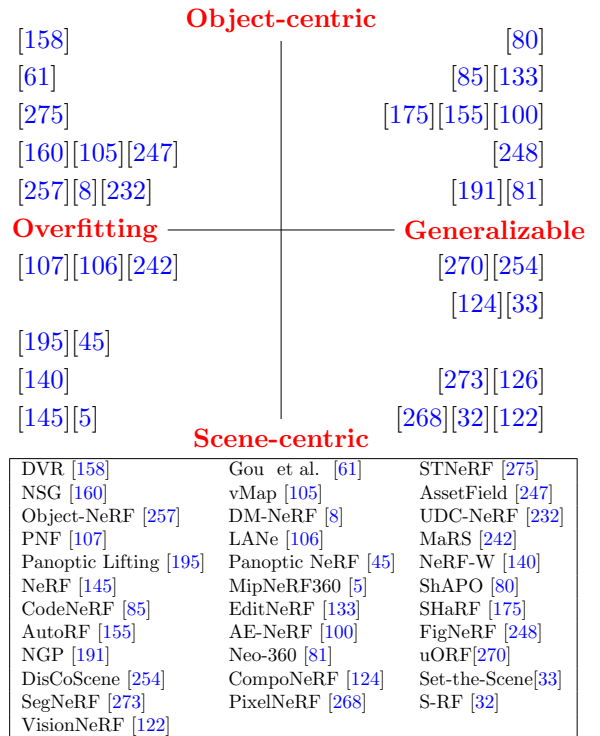 Object-centric
[158] [80]
[61] [85][133]
[275] [175][155][100]
[160][105][247] [248]
[257][8][232] [191][81]
Overfitting Generalizable
[107][106][242] [270][254]
[124][33]
[195][45]
[140] [273][126]
[145][5] [268][32][122]
Scene-centric
DVR [158] Gou et al. [61] STNeRF [275]
NSG [160] vMap [105] AssetField [247]
Object-NeRF [257] DM-NeRF [8] UDC-NeRF [232]
PNF [107] LANe [106] MaRS [242]
Panoptic Lifting [195] Panoptic NeRF [45] NeRF-W [140]
NeRF [145] MipNeRF360 [5] ShAPO [80]
CodeNeRF [85] EditNeRF [133] SHaRF [175]
AutoRF [155] AE-NeRF [100] FigNeRF [248]
NGP [191] Neo-360 [81] uORF[270]
DisCoScene [254] CompoNeRF [124] Set-the-Scene[33]
SegNeRF [273] PixelNeRF [268] S-RF [32]
VisionNeRF [122]